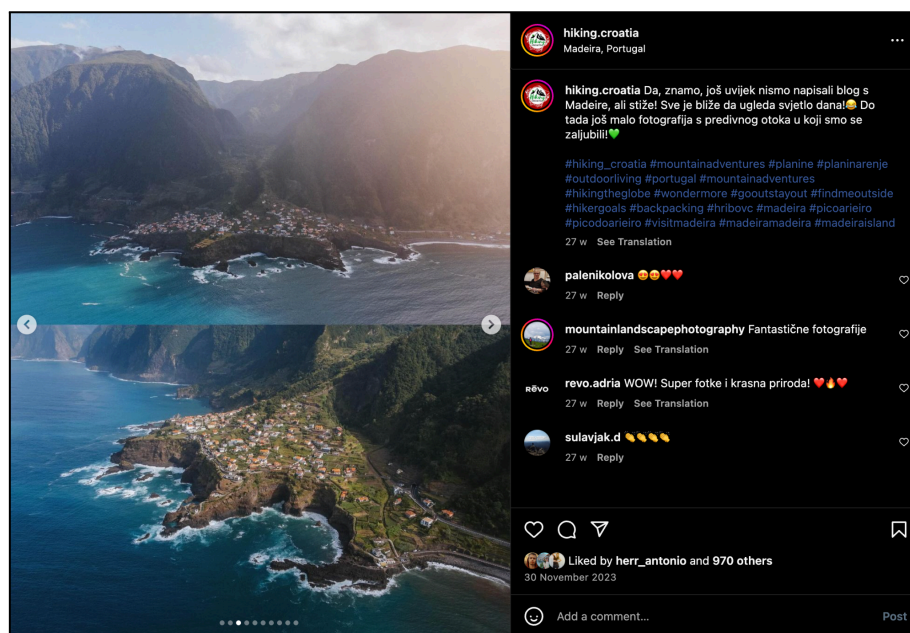 hiking.croatia
Madeira, Portugal
hiking.croatia Da, znamo, još uvijek nismo napisali blog s
Madeire, ali stiže! Sve je bliže da ugleda svjetlo dana!😂 Do
tada još malo fotografija s predivnog otoka u koji smo se
zaljubili!💚
#hiking_croatia #mountainadventures #planine #planinarenje
#outdoorliving #portugal #mountainadventures
#hikingtheglobe #wondermore #gooutstayout #findmeoutside
#hikergoals #backpacking #hribovc #madeira #picoarieiro
#picodoarieiro #visitmadeira #madeiramadeira #madeiraisland
27 w See Translation
palenikolova 😍😍❤️❤️
27 w Reply
mountainlandscapephotography Fantastične fotografije
27 w Reply See Translation
RĒVO
revo.adria WOW! Super fotke i krasna priroda! ❤️🔥❤️
27 w Reply See Translation
sulavjak.d 👏👏👏👏
27 w Reply
Liked by herr_antonio and 970 others
30 November 2023
Add a comment... Post